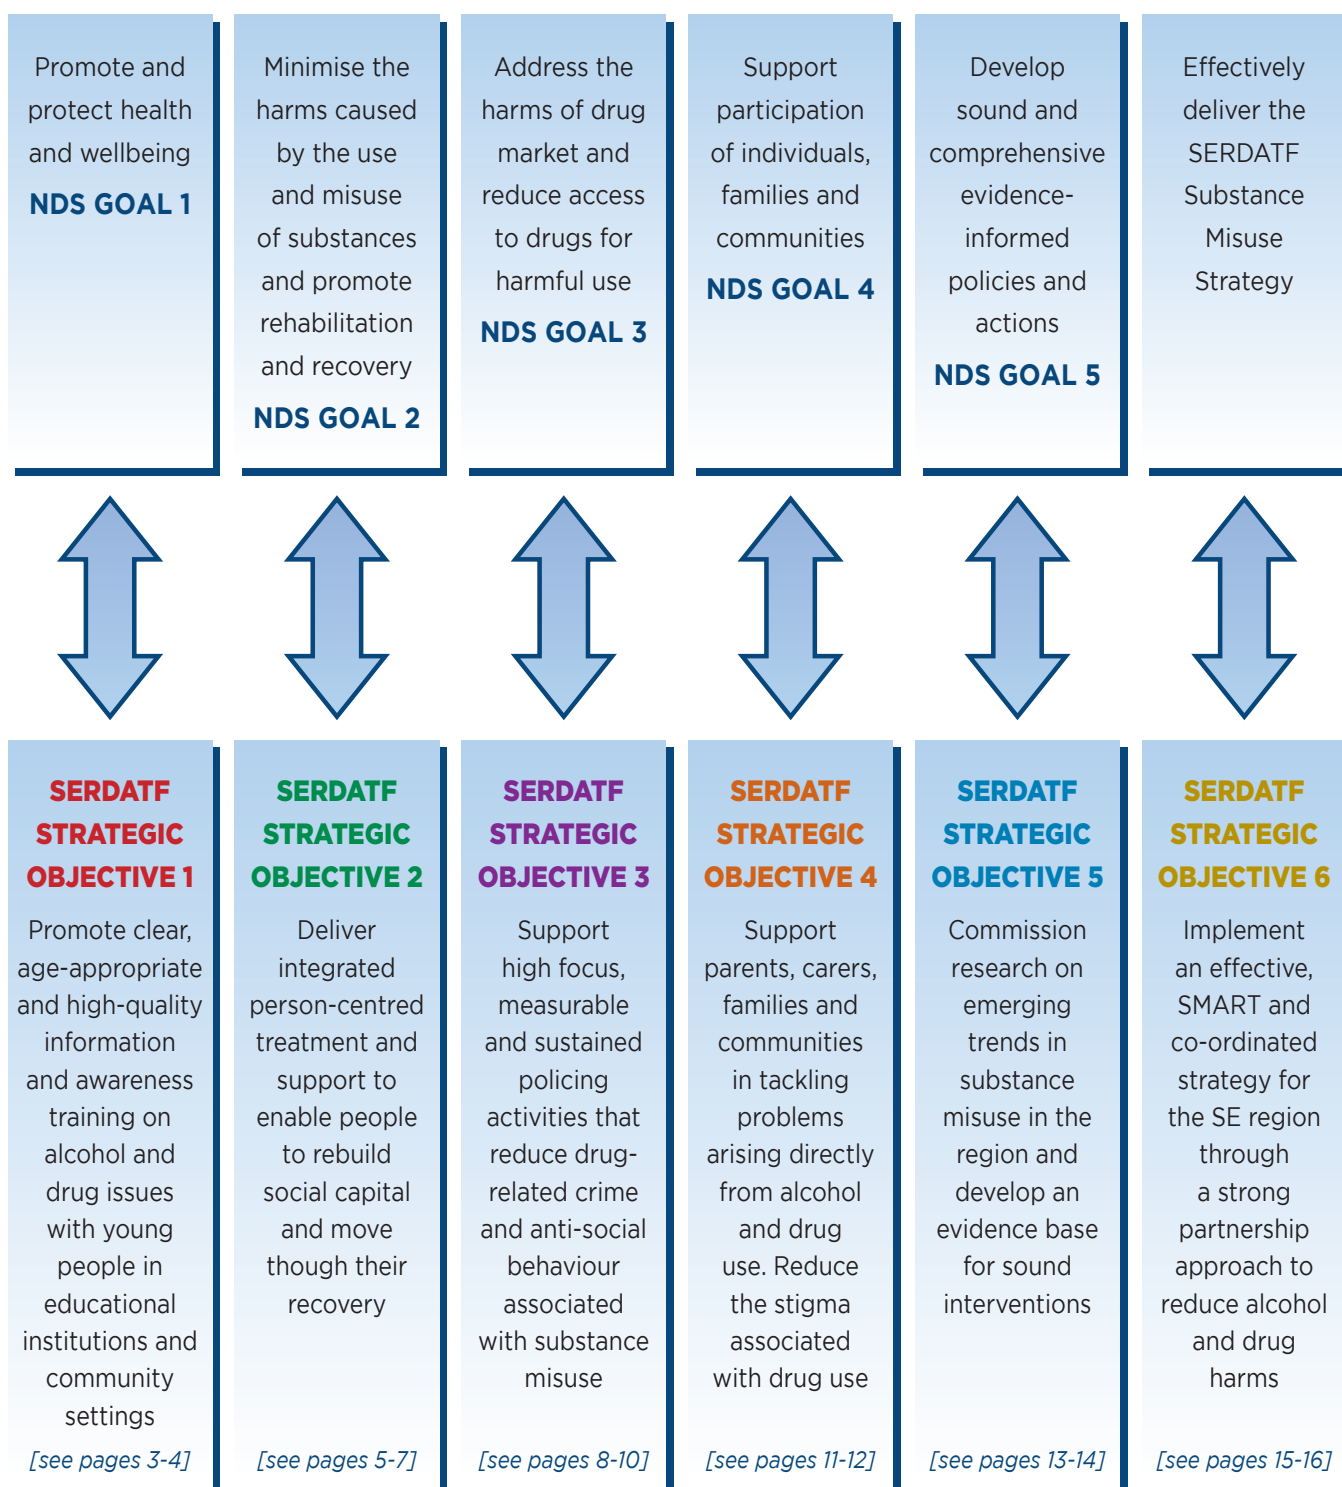 Promote and
protect health
and wellbeing
NDS GOAL 1
Minimise the
harms caused
by the use
and misuse
of substances
and promote
rehabilitation
and recovery
NDS GOAL 2
Address the
harms of drug
market and
reduce access
to drugs for
harmful use
NDS GOAL 3
Support
participation
of individuals,
families and
communities
NDS GOAL 4
Develop
sound and
comprehensive
evidence-
informed
policies and
actions
NDS GOAL 5
Effectively
deliver the
SERDATF
Substance
Misuse
Strategy
SERDATF
STRATEGIC
OBJECTIVE 1
Promote clear,
age-appropriate
and high-quality
information
and awareness
training on
alcohol and
drug issues
with young
people in
educational
institutions and
community
settings
[see pages 3-4]
SERDATF
STRATEGIC
OBJECTIVE 2
Deliver
integrated
person-centred
treatment and
support to
enable people
to rebuild
social capital
and move
though their
recovery
[see pages 5-7]
SERDATF
STRATEGIC
OBJECTIVE 3
Support
high focus,
measurable
and sustained
policing
activities that
reduce drug-
related crime
and anti-social
behaviour
associated
with substance
misuse
[see pages 8-10]
SERDATF
STRATEGIC
OBJECTIVE 4
Support
parents, carers,
families and
communities
in tackling
problems
arising directly
from alcohol
and drug
use. Reduce
the stigma
associated
with drug use
[see pages 11-12]
SERDATF
STRATEGIC
OBJECTIVE 5
Commission
research on
emerging
trends in
substance
misuse in the
region and
develop an
evidence base
for sound
interventions
[see pages 13-14]
SERDATF
STRATEGIC
OBJECTIVE 6
Implement
an effective,
SMART and
co-ordinated
strategy for
the SE region
through
a strong
partnership
approach to
reduce alcohol
and drug
harms
[see pages 15-16]